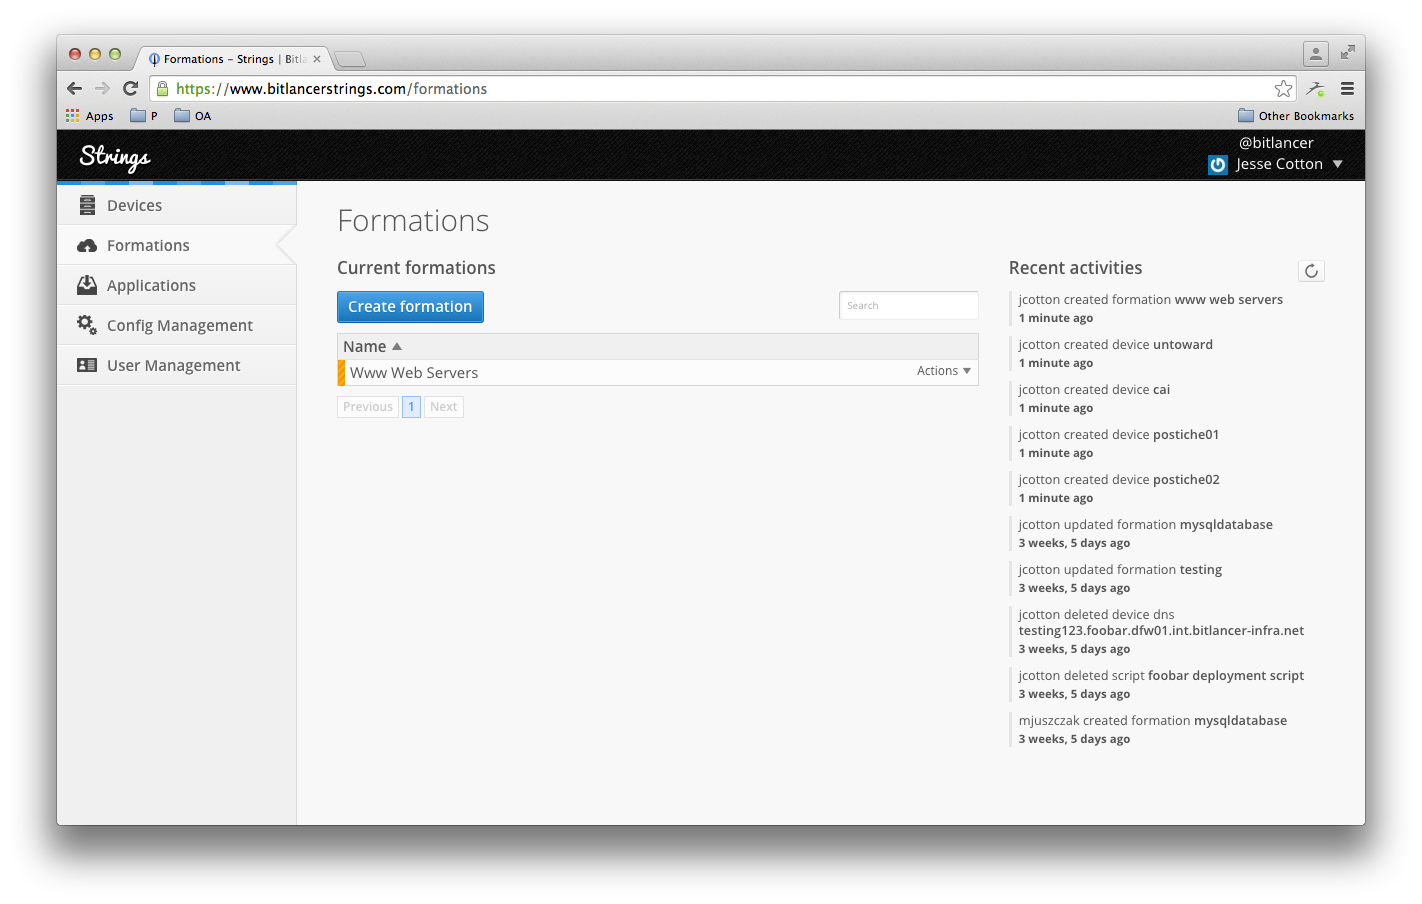 Formations – Strings | Bitla
https://www.bitlancerstrings.com/formations
Apps
P
OA
Other Bookmarks
Strings
@bitlancer
Jesse Cotton
Devices
Formations
Applications
Config Management
User Management
Formations
Current formations
Create formation
Search
Name
Www Web Servers
Actions
Previous 1 Next
Recent activities
jcotton created formation www web servers
1 minute ago
jcotton created device untoward
1 minute ago
jcotton created device cai
1 minute ago
jcotton created device postiche01
1 minute ago
jcotton created device postiche02
1 minute ago
jcotton updated formation mysqldatabase
3 weeks, 5 days ago
jcotton updated formation testing
3 weeks, 5 days ago
jcotton deleted device dns
testing123.foobar.dfw01.int.bitlancer-infra.net
3 weeks, 5 days ago
jcotton deleted script foobar deployment script
3 weeks, 5 days ago
mjuszczak created formation mysqldatabase
3 weeks, 5 days ago